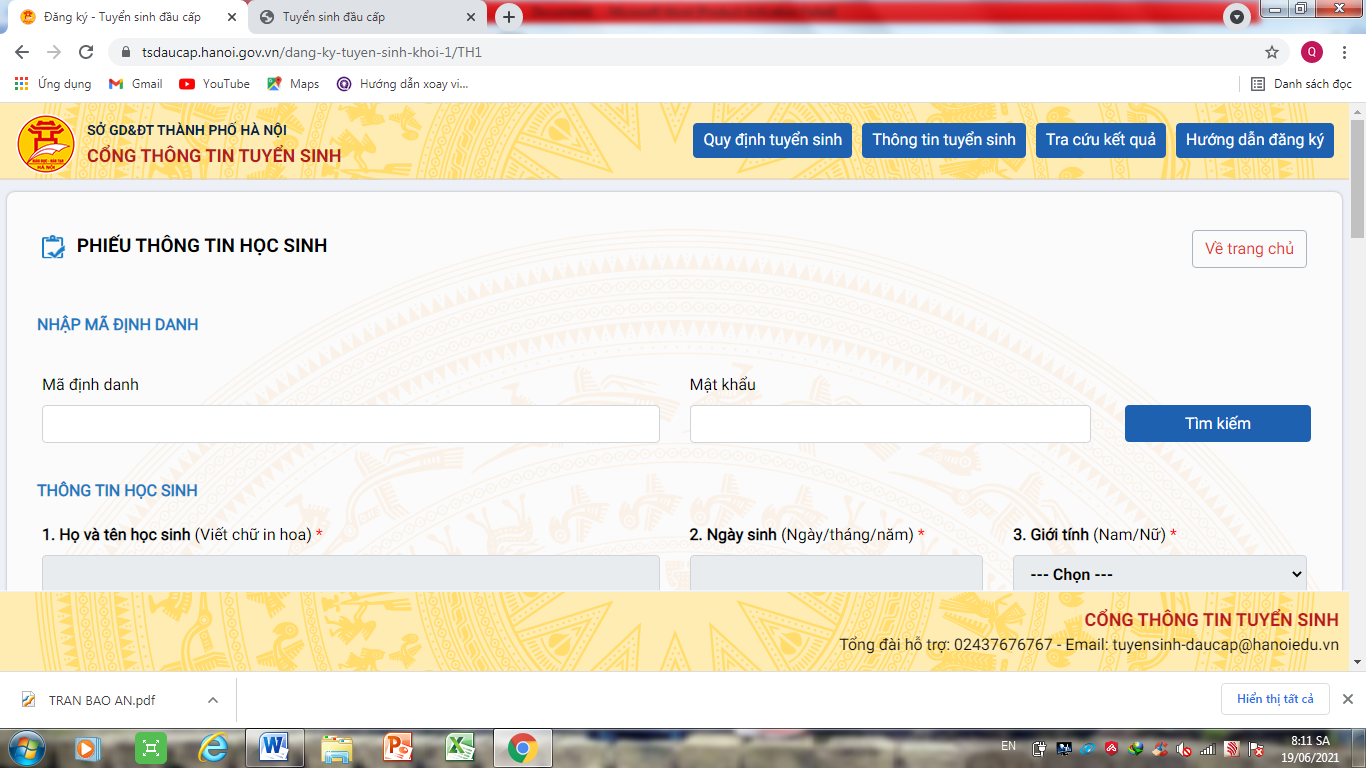 Đăng ký - Tuyển sinh đầu cấp
Tuyển sinh đầu cấp
tsdaucap.hanoi.gov.vn/dang-ky-tuyen-sinh-khoi-1/TH1
Q
Ứng dụng
Gmail
YouTube
Maps
Hướng dẫn xoay vi...
Danh sách đọc
SỞ GD&ĐT THÀNH PHỐ HÀ NỘI
CỔNG THÔNG TIN TUYỂN SINH
HÀ NỘI
Quy định tuyển sinh
Thông tin tuyển sinh
Tra cứu kết quả
Hướng dẫn đăng ký
PHIẾU THÔNG TIN HỌC SINH
Về trang chủ
NHẬP MÃ ĐỊNH DANH
Mã định danh
Mật khẩu
Tìm kiếm
THÔNG TIN HỌC SINH
1. Họ và tên học sinh (Viết chữ in hoa) *
2. Ngày sinh (Ngày/tháng/năm) *
3. Giới tính (Nam/Nữ) *
--- Chọn ---
CỔNG THÔNG TIN TUYỂN SINH
Tổng đài hỗ trợ: 02437676767 - Email: tuyensinh-daucap@hanoiedu.vn
TRAN BAO AN.pdf
Hiển thị tất cả
EN
8:11 SA
19/06/2021